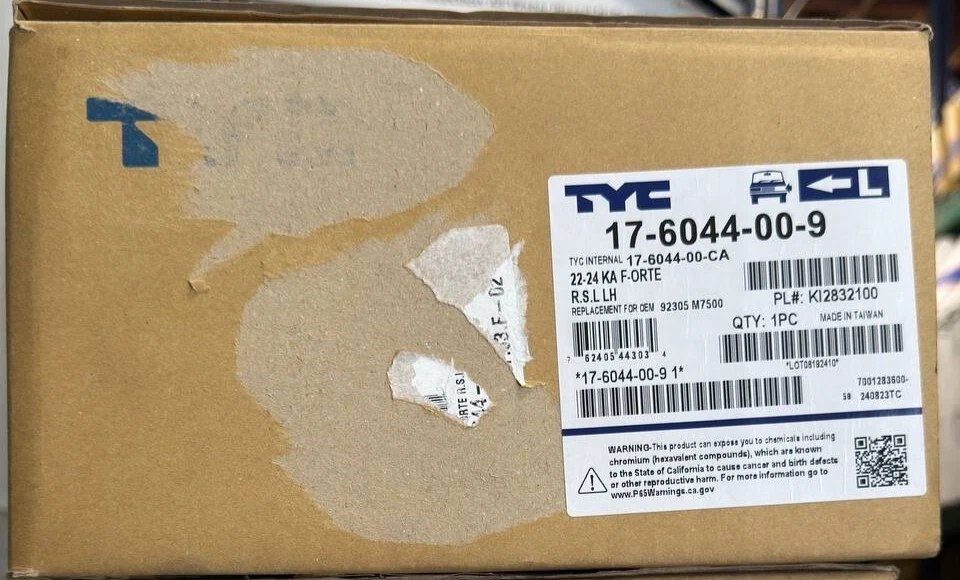 T
TYC
L
17-6044-00-9
TYC INTERNAL 17-6044-00-CA
22-24 KA F-ORTE
R.S.L LH
REPLACEMENT FOR OEM 92305 M7500
PL#: KI2832100
QTY: 1PC MADE IN TAIWAN
7 62405 44303 4
*LOT08192410*
*17-6044-00-9 1*
7001283600-
58 240823TC
WARNING-This product can expose you to chemicals including
chromium (hexavalent compounds), which are known
to the State of California to cause cancer and birth defects
or other reproductive harm. For more information go to
www.P65Warnings.ca.gov
3.F-02
RTE R.S.L